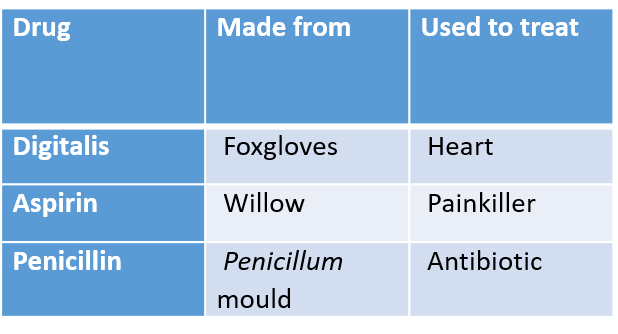 Drug Made from Used to treat
Digitalis Foxgloves Heart
Aspirin Willow Painkiller
Penicillin Penicillum Antibiotic
mould